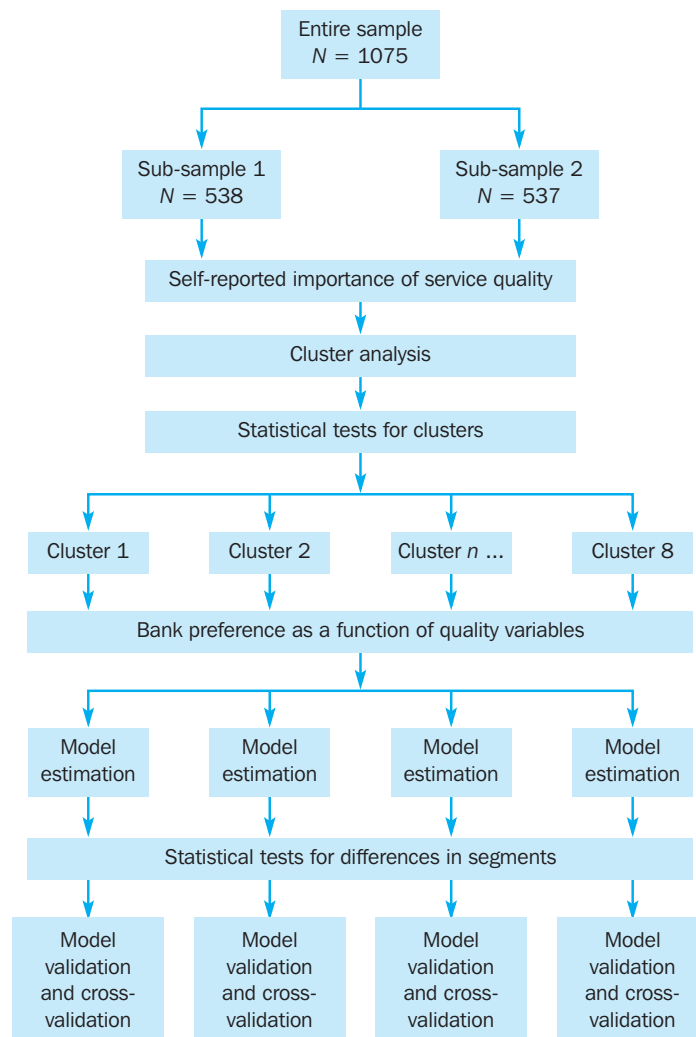 Entire sample
N = 1075
Sub-sample 1
N = 538
Sub-sample 2
N = 537
Self-reported importance of service quality
Cluster analysis
Statistical tests for clusters
Cluster 1
Cluster 2
Cluster n ...
Cluster 8
Bank preference as a function of quality variables
Model
estimation
Model
estimation
Model
estimation
Model
estimation
Statistical tests for differences in segments
Model
validation
and cross-
validation
Model
validation
and cross-
validation
Model
validation
and cross-
validation
Model
validation
and cross-
validation